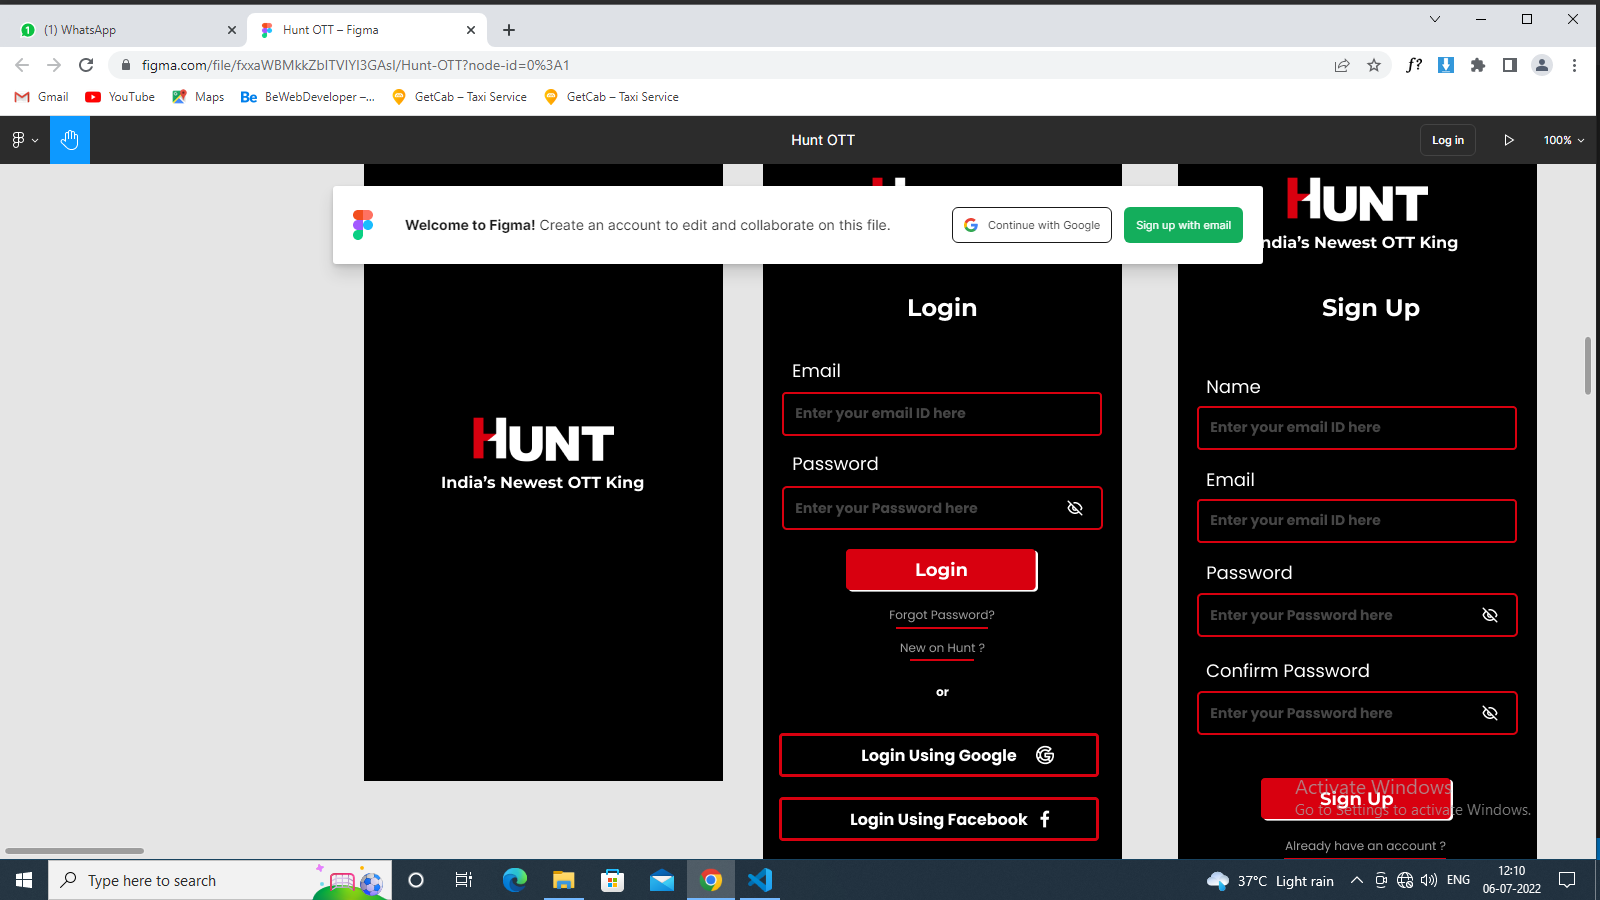 (1) WhatsApp
Hunt OTT – Figma
figma.com/file/fxxaWBMkkZbITVIYI3GAsI/Hunt-OTT?node-id=0%3A1
f?
Gmail
YouTube
Maps
Be BeWebDeveloper –...
GetCab – Taxi Service
GetCab – Taxi Service
Hunt OTT
Log in
100%
Welcome to Figma! Create an account to edit and collaborate on this file.
Continue with Google
Sign up with email
HUNT
India's Newest OTT King
Login
Email
Enter your email ID here
Password
Enter your Password here
Login
Forgot Password?
New on Hunt ?
or
Login Using Google
Login Using Facebook
HUNT
ndia's Newest OTT King
Sign Up
Name
Enter your email ID here
Email
Enter your email ID here
Password
Enter your Password here
Confirm Password
Enter your Password here
Sign Up
Activate Windows
Go to Settings to activate Windows.
Already have an account ?
Type here to search
37°C Light rain
ENG
12:10
06-07-2022